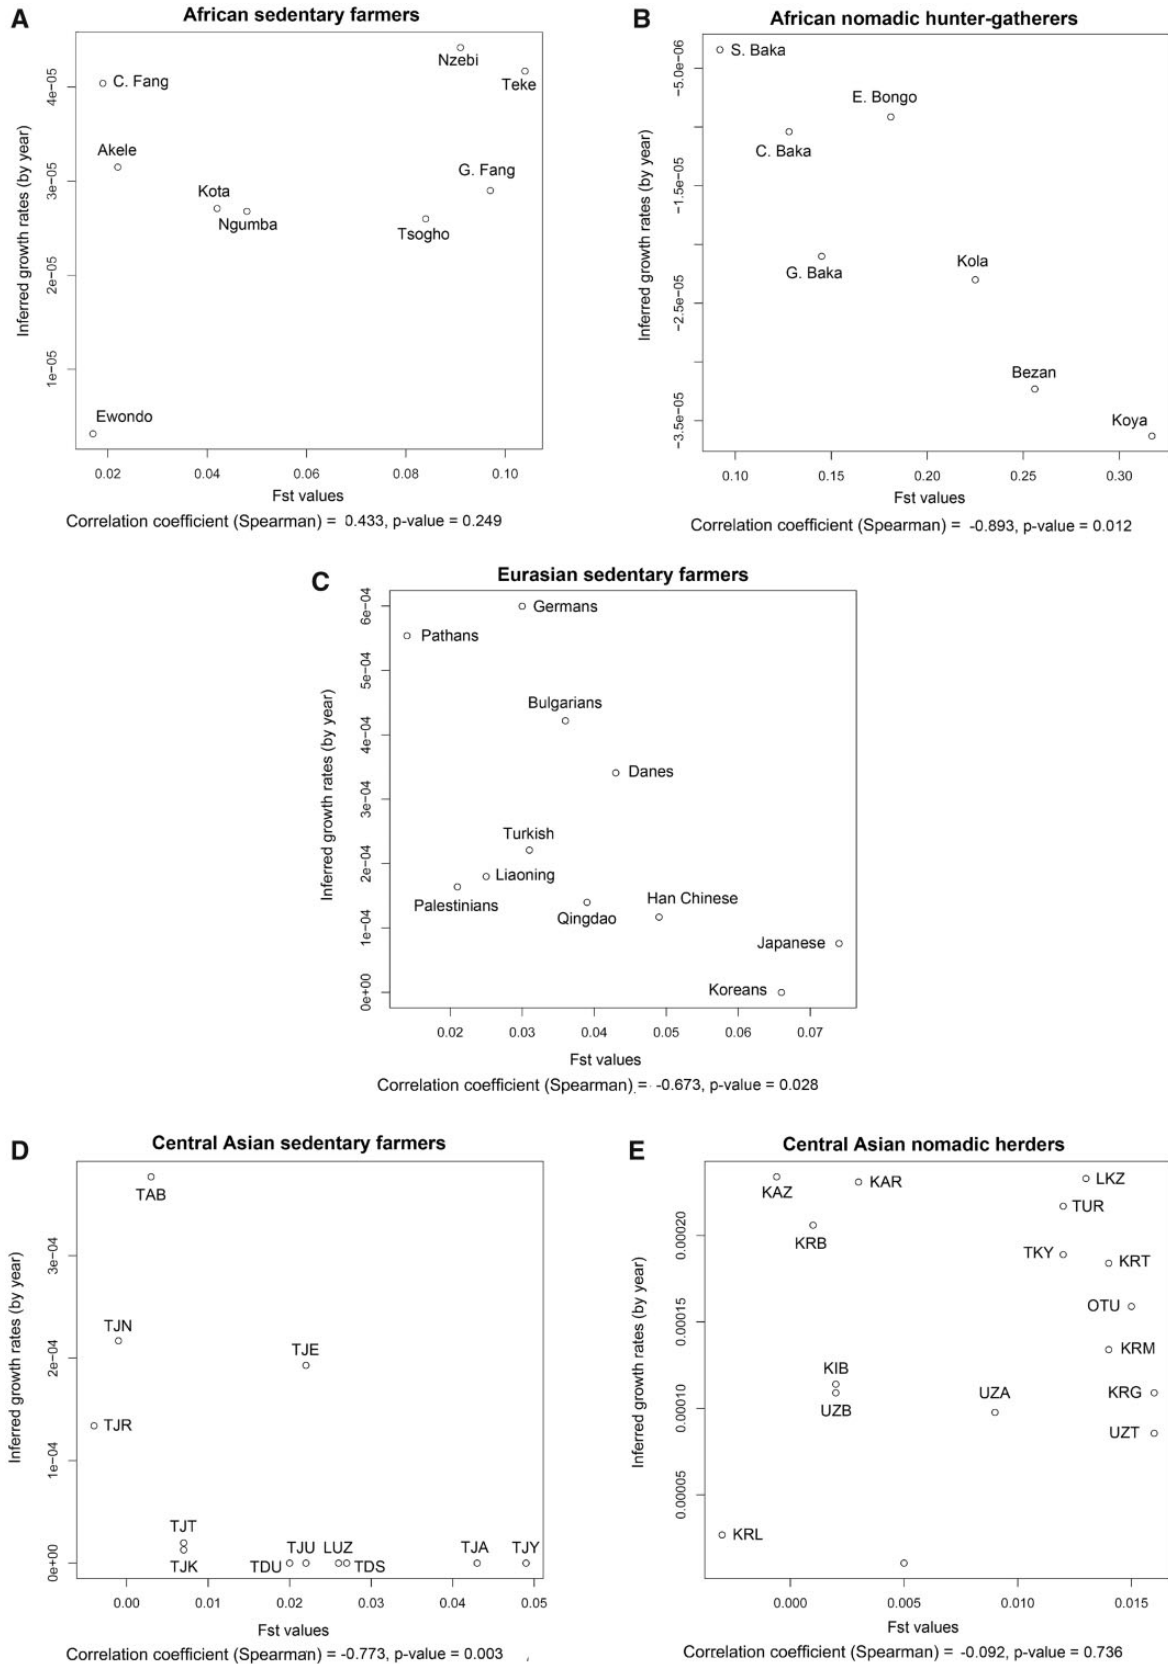 A
African sedentary farmers
Inferred growth rates (by year)
4e−05
3e−05
2e−05
1e−05
C. Fang
Nzebi
Teke
Akele
G. Fang
Kota
Ngumba
Tsogho
Ewondo
0.02 0.04 0.06 0.08 0.10
Fst values
Correlation coefficient (Spearman) = 0.433, p-value = 0.249
B
African nomadic hunter-gatherers
Inferred growth rates (by year)
−5.0e−06
−1.5e−05
−2.5e−05
−3.5e−05
S. Baka
E. Bongo
C. Baka
G. Baka
Kola
Bezan
Koya
0.10 0.15 0.20 0.25 0.30
Fst values
Correlation coefficient (Spearman) = -0.893, p-value = 0.012
C
Eurasian sedentary farmers
Inferred growth rates (by year)
6e−04
5e−04
4e−04
3e−04
2e−04
1e−04
0e+00
Germans
Pathans
Bulgarians
Danes
Turkish
Liaoning
Palestinians
Han Chinese
Qingdao
Japanese
Koreans
0.02 0.03 0.04 0.05 0.06 0.07
Fst values
Correlation coefficient (Spearman) = -0.673, p-value = 0.028
D
Central Asian sedentary farmers
Inferred growth rates (by year)
3e−04
2e−04
1e−04
0e+00
TAB
TJN
TJE
TJR
TJT
TJK
TJU LUZ TJA TJY
TDU TDS
0.00 0.01 0.02 0.03 0.04 0.05
Fst values
Correlation coefficient (Spearman) = -0.773, p-value = 0.003
E
Central Asian nomadic herders
Inferred growth rates (by year)
0.00020
0.00015
0.00010
0.00005
KAZ
KAR
LKZ
TUR
KRB
TKY
KRT
OTU
KRM
KIB
UZB
UZA
KRG
UZT
KRL
0.000 0.005 0.010 0.015
Fst values
Correlation coefficient (Spearman) = -0.092, p-value = 0.736